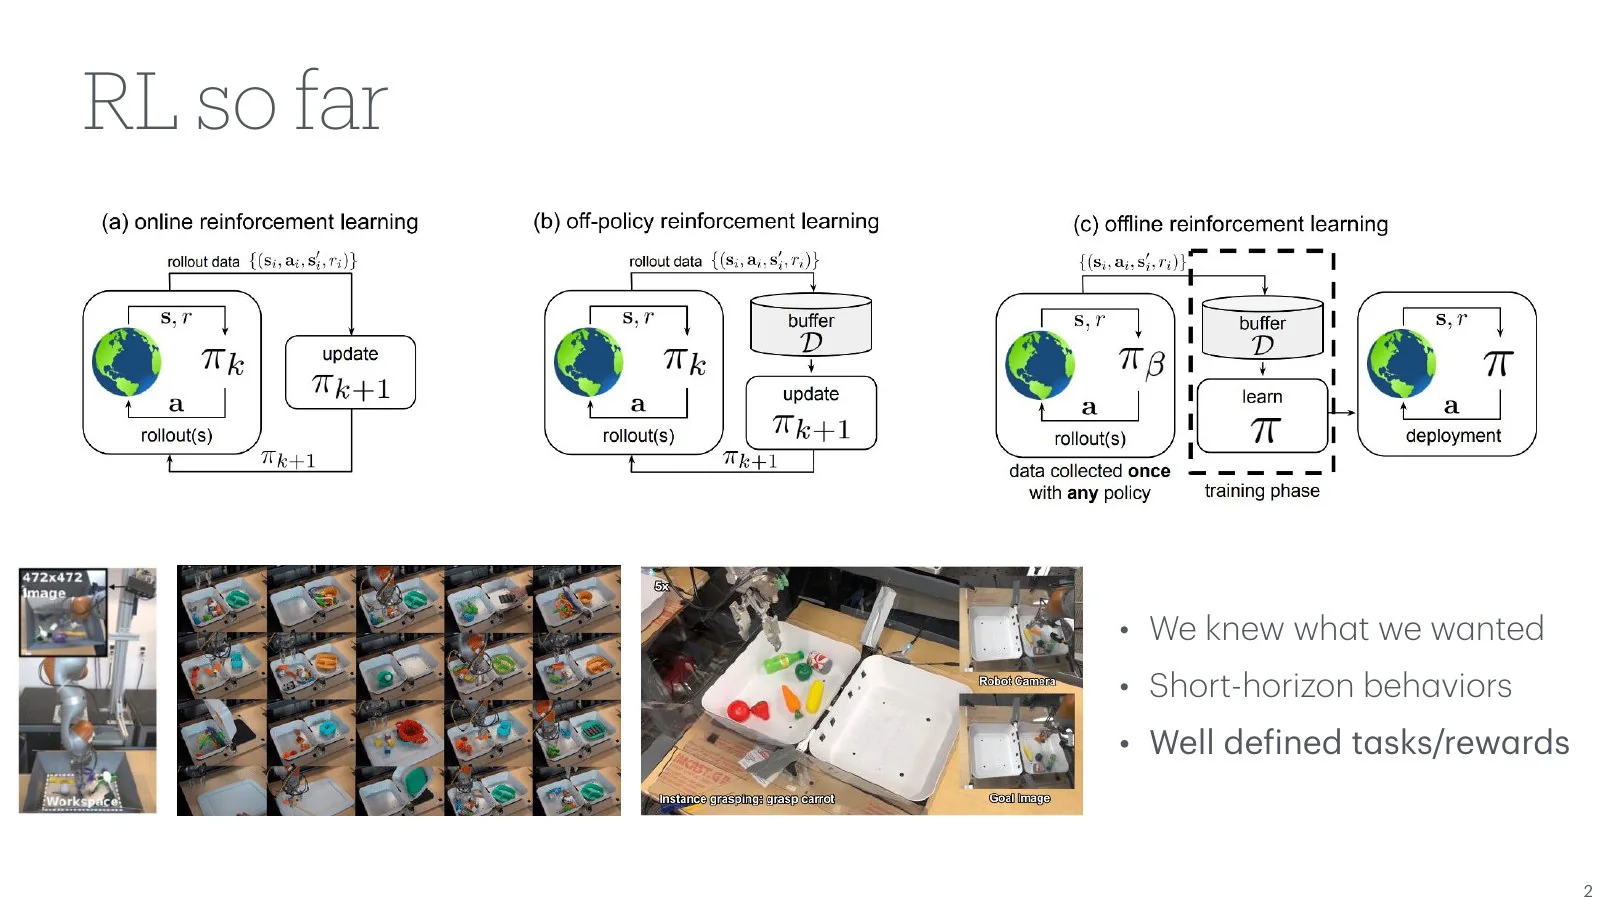 RL so far
(a) online reinforcement learning
rollout data {(s_i, a_i, s'_i, r_i)}
s, r
π_k
a
rollout(s)
update
π_{k+1}
π_{k+1}
(b) off-policy reinforcement learning
rollout data {(s_i, a_i, s'_i, r_i)}
s, r
π_k
a
rollout(s)
buffer
D
update
π_{k+1}
π_{k+1}
(c) offline reinforcement learning
{(s_i, a_i, s'_i, r_i)}
s, r
π_β
a
rollout(s)
data collected once
with any policy
buffer
D
learn
π
training phase
s, r
π
a
deployment
472x472
image
Workspace
5x
Robot Camera
Instance grasping: grasp carrot
Goal Image
• We knew what we wanted
• Short-horizon behaviors
• Well defined tasks/rewards
2